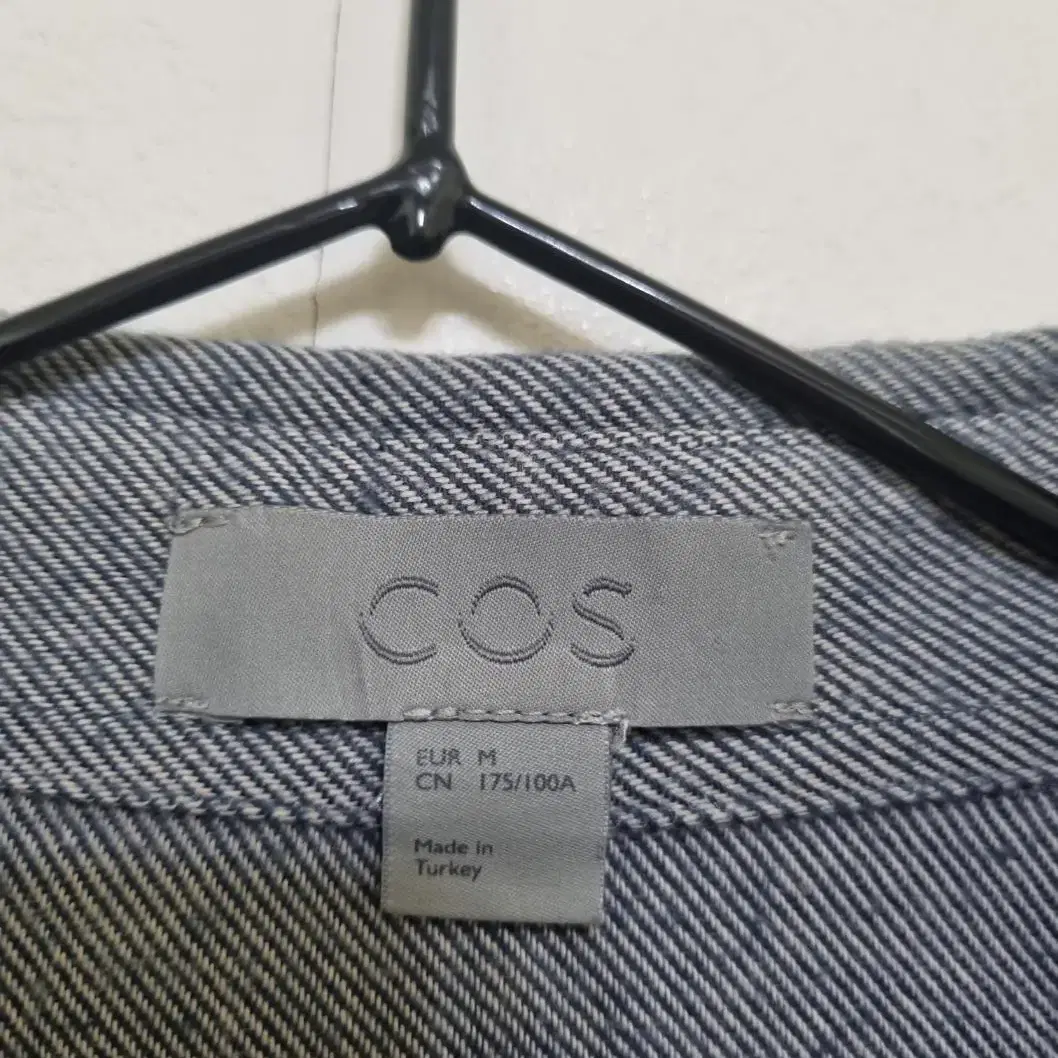 COS
EUR M
CN 175/100A
Made in
Turkey